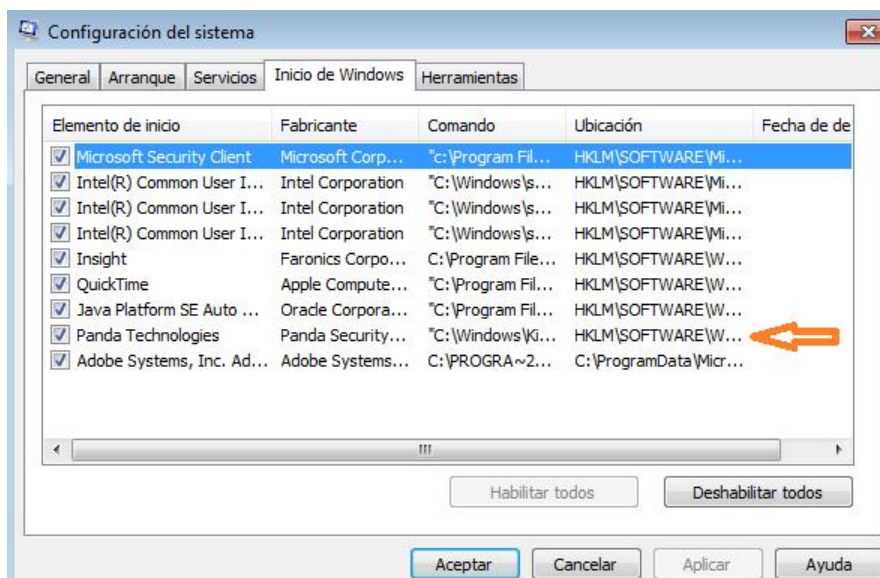 Configuración del sistema
General Arranque Servicios Inicio de Windows Herramientas
Elemento de inicio Fabricante Comando Ubicación Fecha de de
Microsoft Security Client Microsoft Corp... "c:\Program Fil... HKLM\SOFTWARE\Mi...
Intel(R) Common User I... Intel Corporation "C:\Windows\s... HKLM\SOFTWARE\Mi...
Intel(R) Common User I... Intel Corporation "C:\Windows\s... HKLM\SOFTWARE\Mi...
Intel(R) Common User I... Intel Corporation "C:\Windows\s... HKLM\SOFTWARE\Mi...
Insight Faronics Corpo... C:\Program File... HKLM\SOFTWARE\W...
QuickTime Apple Compute... "C:\Program Fil... HKLM\SOFTWARE\W...
Java Platform SE Auto ... Oracle Corpora... "C:\Program Fil... HKLM\SOFTWARE\W...
Panda Technologies Panda Security... "C:\Windows\Ki... HKLM\SOFTWARE\W...
Adobe Systems, Inc. Ad... Adobe Systems... C:\PROGRA~2... C:\ProgramData\Micr...
Habilitar todos Deshabilitar todos
Aceptar Cancelar Aplicar Ayuda